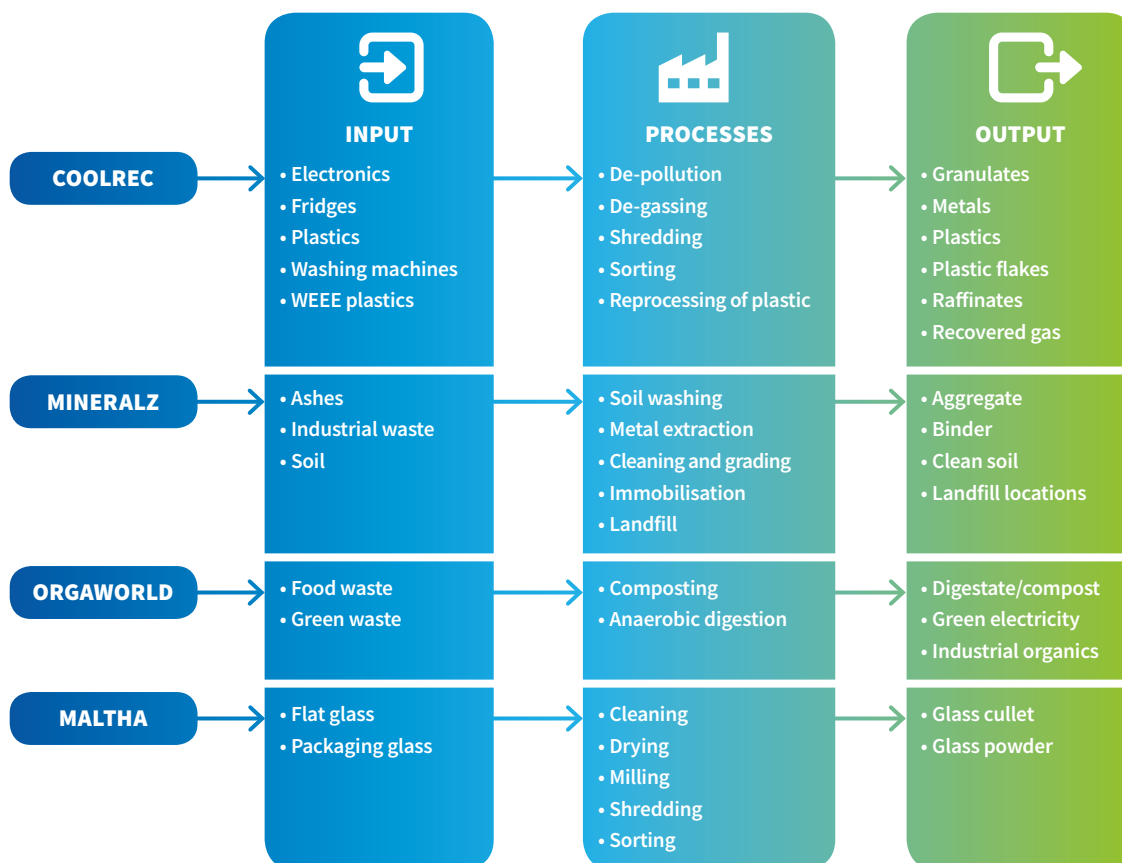 INPUT
PROCESSES
OUTPUT
COOLREC
• Electronics
• Fridges
• Plastics
• Washing machines
• WEEE plastics
• De-pollution
• De-gassing
• Shredding
• Sorting
• Reprocessing of plastic
• Granulates
• Metals
• Plastics
• Plastic flakes
• Raffinates
• Recovered gas
MINERALZ
• Ashes
• Industrial waste
• Soil
• Soil washing
• Metal extraction
• Cleaning and grading
• Immobilisation
• Landfill
• Aggregate
• Binder
• Clean soil
• Landfill locations
ORGAWORLD
• Food waste
• Green waste
• Composting
• Anaerobic digestion
• Digestate/compost
• Green electricity
• Industrial organics
MALTHA
• Flat glass
• Packaging glass
• Cleaning
• Drying
• Milling
• Shredding
• Sorting
• Glass cullet
• Glass powder